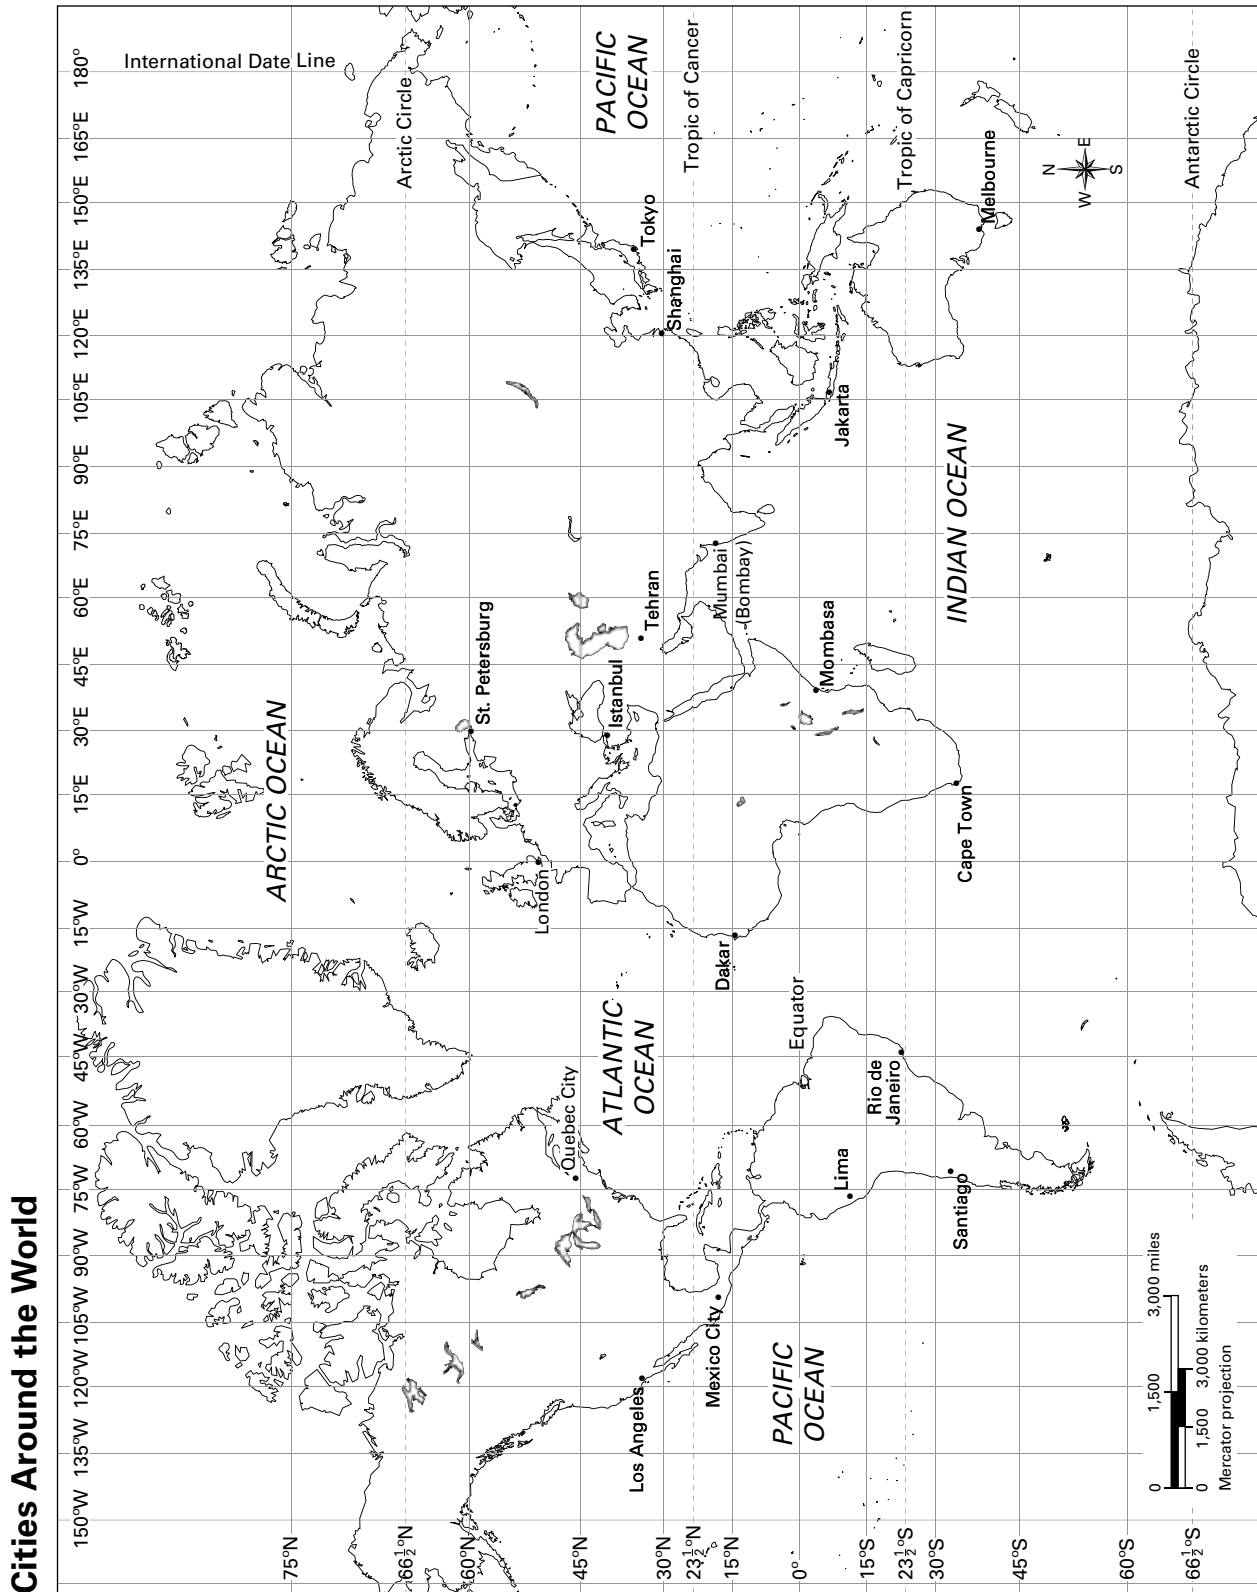 Cities Around the World
150°W
135°W
120°W
105°W
90°W
75°W
60°W
45°W
30°W
15°W
0°
15°E
30°E
45°E
60°E
75°E
90°E
105°E
120°E
135°E
150°E
165°E
180°
International Date Line
75°N
66½°N
Arctic Circle
60°N
45°N
30°N
23½°N
Tropic of Cancer
15°N
0°
Equator
15°S
23½°S
Tropic of Capricorn
30°S
45°S
60°S
66½°S
Antarctic Circle
ARCTIC OCEAN
PACIFIC
OCEAN
ATLANTIC
OCEAN
PACIFIC
OCEAN
INDIAN OCEAN
St. Petersburg
London
Quebec City
Istanbul
Tehran
Tokyo
Shanghai
Los Angeles
Mexico City
Dakar
Mumbai
(Bombay)
Mombasa
Jakarta
Lima
Rio de
Janeiro
Santiago
Cape Town
Melbourne
N
W
E
S
0
1,500
3,000 miles
0
1,500
3,000 kilometers
Mercator projection